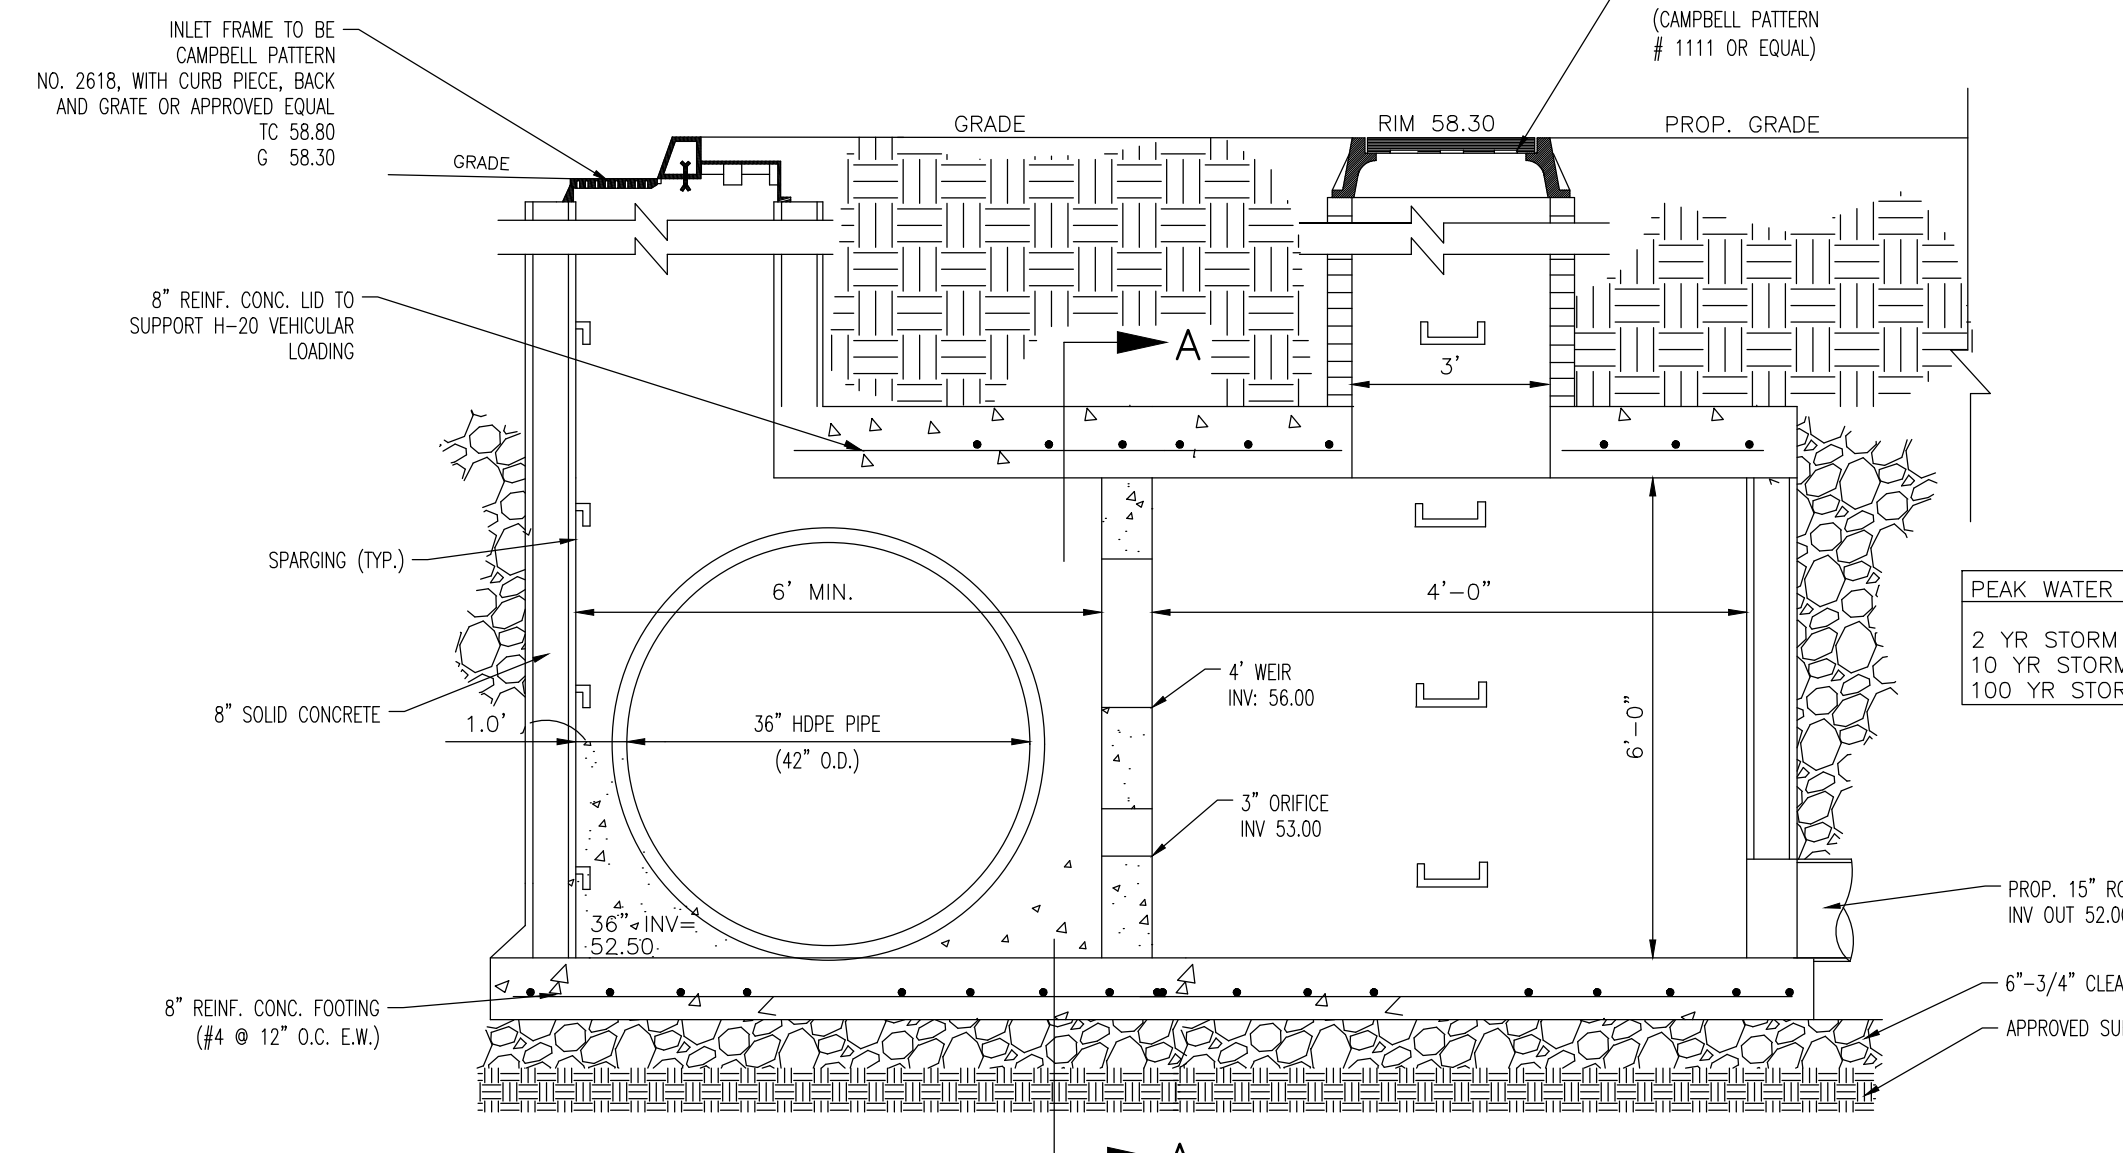 INLET FRAME TO BE
CAMPBELL PATTERN
NO. 2618, WITH CURB PIECE, BACK
AND GRATE OR APPROVED EQUAL
TC 58.80
G 58.30
(CAMPBELL PATTERN
# 1111 OR EQUAL)
GRADE
GRADE
RIM 58.30
PROP. GRADE
8" REINF. CONC. LID TO
SUPPORT H-20 VEHICULAR
LOADING
A
3'
SPARGING (TYP.)
6' MIN.
4'-0"
PEAK WATER
2 YR STORM
10 YR STORM
100 YR STOR
4' WEIR
INV: 56.00
8" SOLID CONCRETE
1.0'
36" HDPE PIPE
(42" O.D.)
6'-0"
3" ORIFICE
INV 53.00
36" INV=
52.50
PROP. 15" RC
INV OUT 52.0
8" REINF. CONC. FOOTING
(#4 @ 12" O.C. E.W.)
6"-3/4" CLEA
APPROVED SU
A